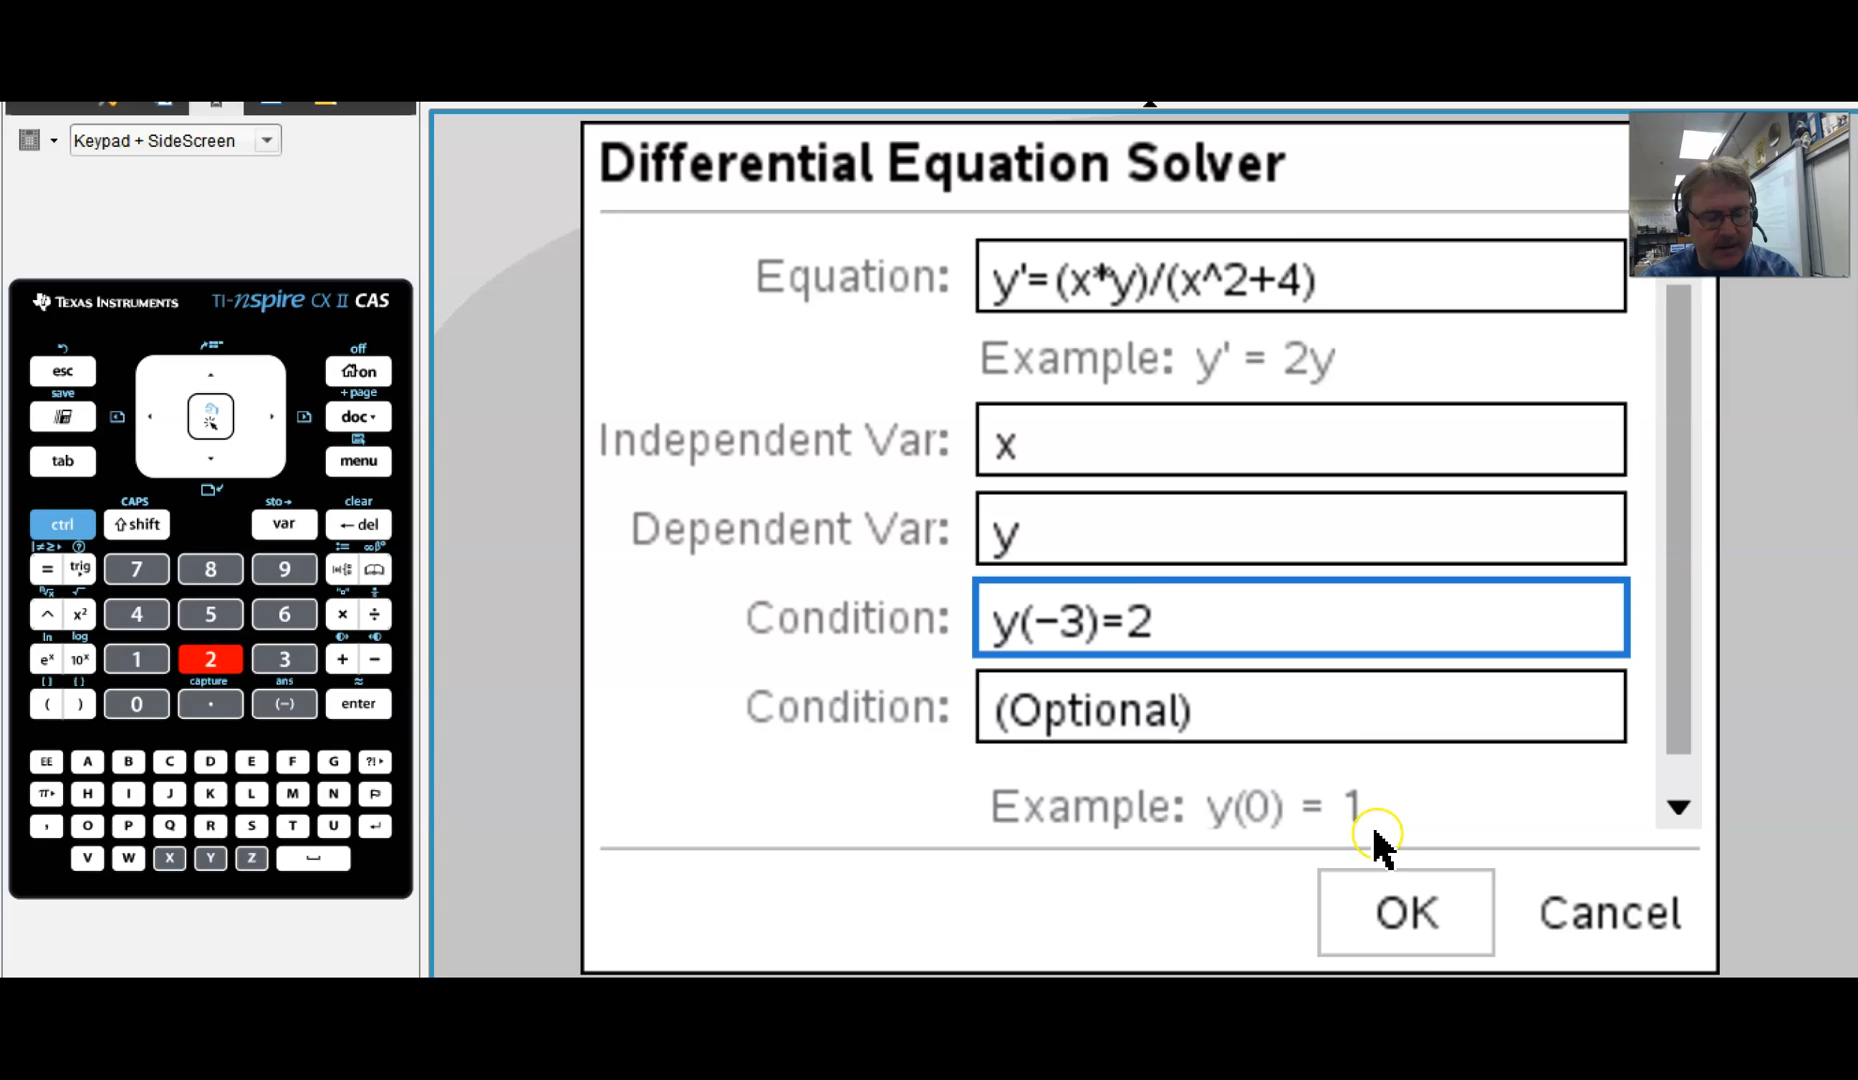 Keypad + SideScreen
Differential Equation Solver
Equation: y'=(x*y)/(x^2+4)
Example: y' = 2y
Independent Var: x
Dependent Var: y
Condition: y(−3)=2
Condition: (Optional)
Example: y(0) = 1
OK Cancel
TEXAS INSTRUMENTS TI-nspire CX II CAS
off
esc on
save + page
doc
tab menu
CAPS sto→ clear
ctrl shift var ← del
|≠≥▸ ? := ∞β°
= trig 7 8 9
ⁿ√x √
^ x² 4 5 6 × ÷
ln log
eˣ 10ˣ 1 2 3 + −
[ ] { } capture ans ≈
( ) 0 . (−) enter
EE A B C D E F G ?!▸
π▸ H I J K L M N
, O P Q R S T U ↵
V W X Y Z